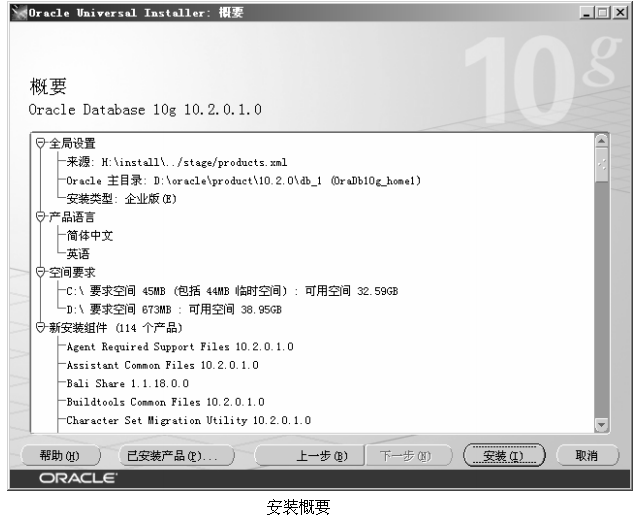 Oracle Universal Installer: 概要
10g
概要
Oracle Database 10g 10.2.0.1.0
全局设置
来源: H:\install\../stage/products.xml
Oracle 主目录: D:\oracle\product\10.2.0\db_1 (OraDb10g_home1)
安装类型: 企业版(E)
产品语言
简体中文
英语
空间要求
C:\ 要求空间 45MB (包括 44MB 临时空间) : 可用空间 32.59GB
D:\ 要求空间 673MB : 可用空间 38.95GB
新安装组件 (114 个产品)
Agent Required Support Files 10.2.0.1.0
Assistant Common Files 10.2.0.1.0
Bali Share 1.1.18.0.0
Buildtools Common Files 10.2.0.1.0
Character Set Migration Utility 10.2.0.1.0
帮助(H) 已安装产品(P)... 上一步(B) 下一步(N) 安装(I) 取消
ORACLE
安装概要